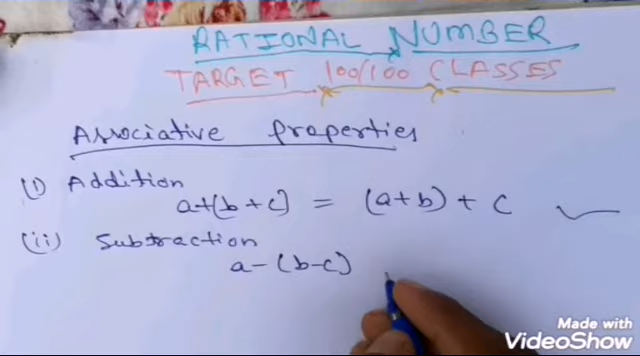 RATIONAL NUMBER
TARGET 100/100 CLASSES
Associative properties
(i) Addition
a+(b+c) = (a+b) + c
(ii) Subtraction
a-(b-c)
Made with
VideoShow